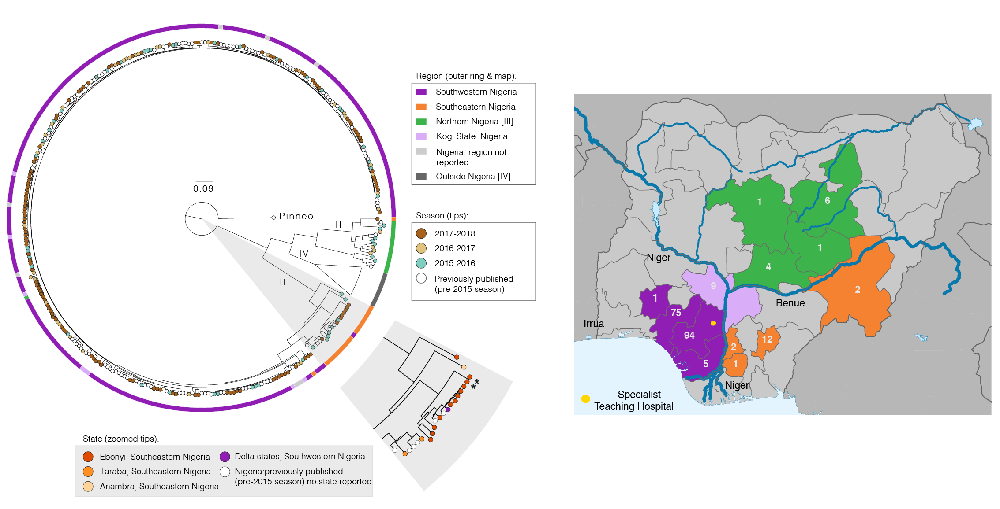 Pinneo
0.09
III
IV
II
Region (outer ring & map):
Southwestern Nigeria
Southeastern Nigeria
Northern Nigeria [III]
Kogi State, Nigeria
Nigeria: region not
reported
Outside Nigeria [IV]
Season (tips):
2017-2018
2016-2017
2015-2016
Previously published
(pre-2015 season)
*
*
State (zoomed tips):
Ebonyi, Southeastern Nigeria
Taraba, Southeastern Nigeria
Anambra, Southeastern Nigeria
Delta states, Southwestern Nigeria
Nigeria:previously published
(pre-2015 season) no state reported
1
6
1
4
Niger
9
2
1
75
Benue
Irrua
94
12
2
5
1
Niger
Specialist
Teaching Hospital